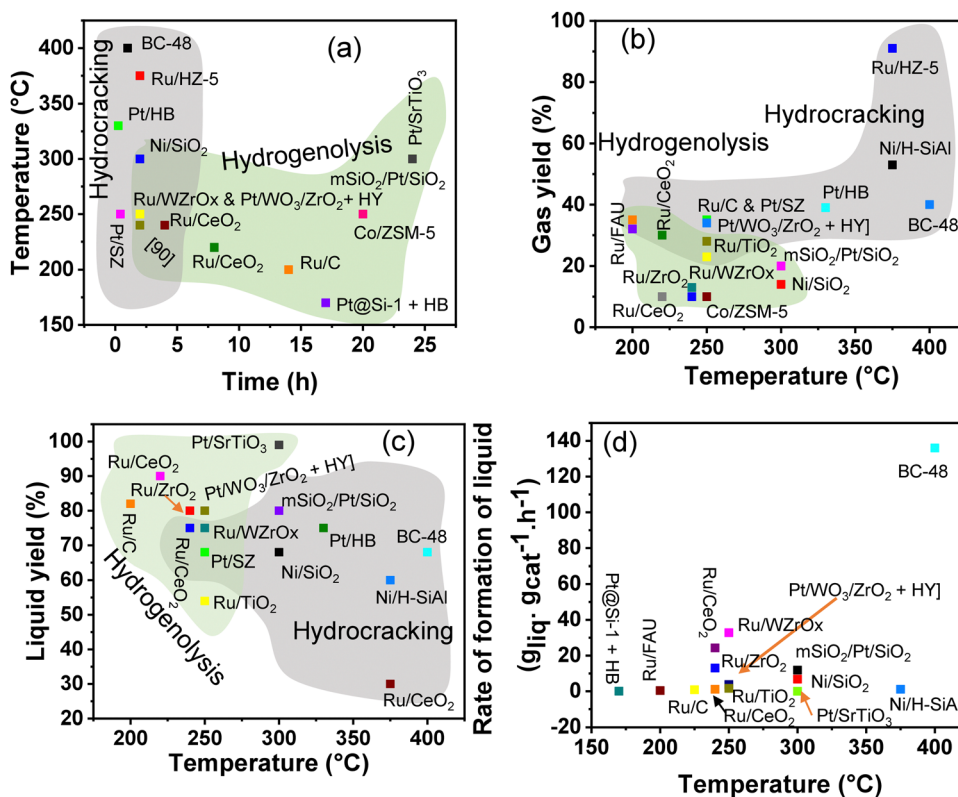 (a)
Temperature (°C)
400
350
300
250
200
150
Hydrocracking
BC-48
Ru/HZ-5
Pt/HB
Ni/SiO₂
Hydrogenolysis
Pt/SrTiO₃
mSiO₂/Pt/SiO₂
Ru/WZrOx & Pt/WO₃/ZrO₂+ HY
Ru/CeO₂
Pt/SZ
[90]
Co/ZSM-5
Ru/CeO₂
Ru/C
Pt@Si-1 + HB
0 5 10 15 20 25
Time (h)
(b)
Gas yield (%)
100
80
60
40
20
0
Ru/HZ-5
Hydrocracking
Hydrogenolysis
Ni/H-SiAl
Ru/CeO₂
Pt/HB
Ru/C & Pt/SZ
BC-48
Ru/FAU
Pt/WO₃/ZrO₂ + HY]
Ru/TiO₂
mSiO₂/Pt/SiO₂
Ru/ZrO₂
Ru/WZrOx
Ni/SiO₂
Ru/CeO₂
Co/ZSM-5
200 250 300 350 400
Temeperature (°C)
(c)
Liquid yield (%)
100
90
80
70
60
50
40
30
20
Pt/SrTiO₃
Ru/CeO₂
Ru/ZrO₂
Pt/WO₃/ZrO₂ + HY]
mSiO₂/Pt/SiO₂
Ru/C
Ru/WZrOx
Pt/HB
BC-48
Ru/CeO₂
Pt/SZ
Ni/SiO₂
Ni/H-SiAl
Ru/TiO₂
Hydrogenolysis
Hydrocracking
Ru/CeO₂
200 250 300 350 400
Temperature (°C)
(d)
Rate of formation of liquid
(gliq· gcat⁻¹.h⁻¹)
140
120
100
80
60
40
20
0
-20
BC-48
Pt@Si-1 + HB
Ru/FAU
Ru/CeO₂
Pt/WO₃/ZrO₂ + HY]
Ru/WZrOx
mSiO₂/Pt/SiO₂
Ru/ZrO₂
Ni/SiO₂
Ru/C
Ru/TiO₂
Ru/CeO₂
Pt/SrTiO₃
Ni/H-SiA
150 200 250 300 350 400
Temperature (°C)